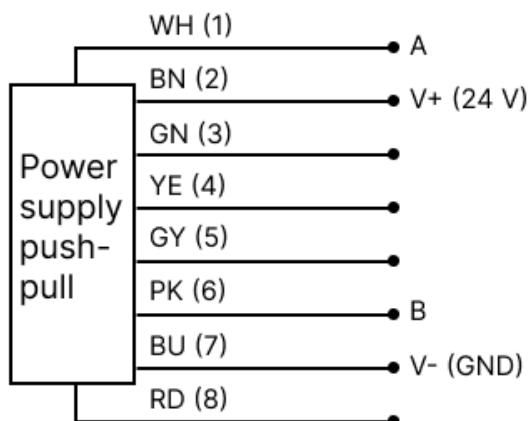 WH (1)
A
BN (2)
V+ (24 V)
GN (3)
YE (4)
GY (5)
PK (6)
B
BU (7)
V- (GND)
RD (8)
Power
supply
push-
pull